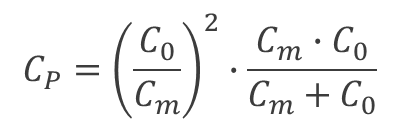 C_P = (C_0 / C_m)^2 · (C_m · C_0) / (C_m + C_0)